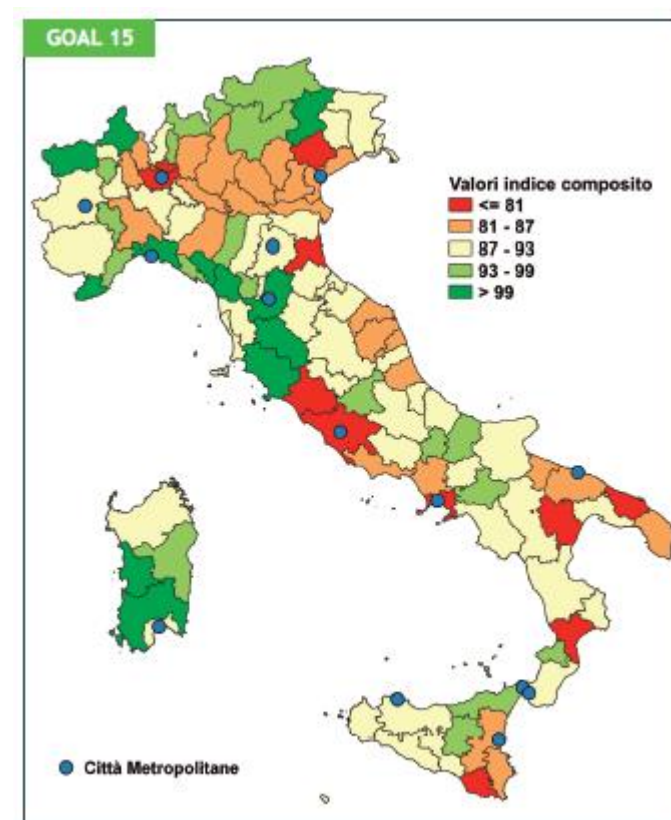 GOAL 15
Valori indice composito
<= 81
81 - 87
87 - 93
93 - 99
> 99
Città Metropolitane